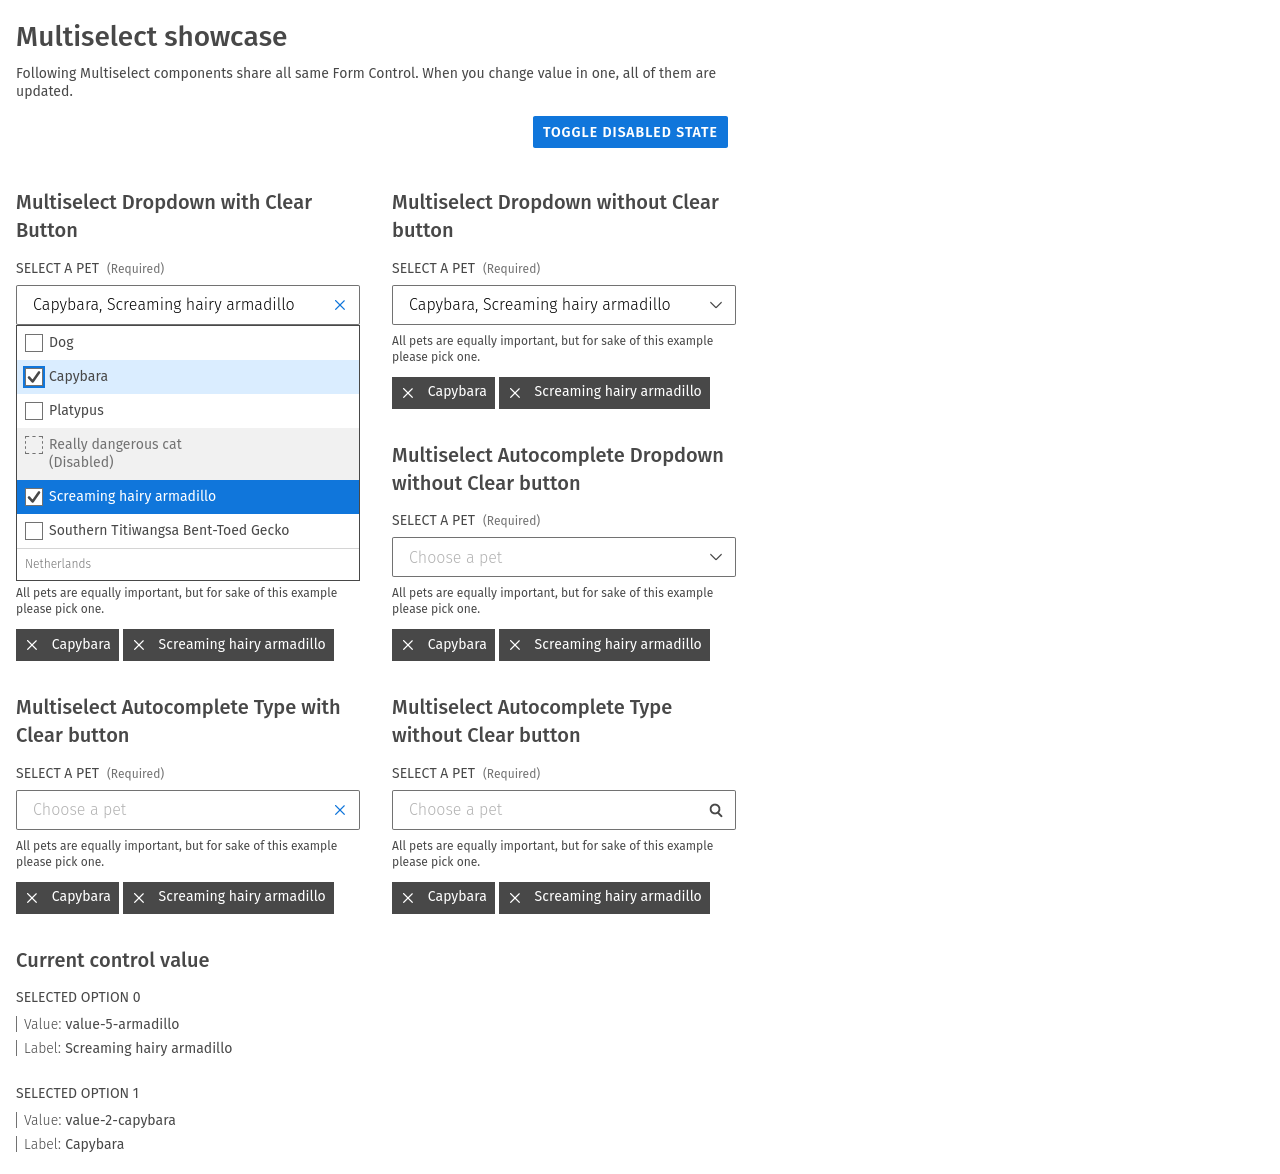 Multiselect showcase
Following Multiselect components share all same Form Control. When you change value in one, all of them are
updated.
TOGGLE DISABLED STATE
Multiselect Dropdown with Clear
Button
SELECT A PET (Required)
Capybara, Screaming hairy armadillo
Dog
Capybara
Platypus
Really dangerous cat
(Disabled)
Screaming hairy armadillo
Southern Titiwangsa Bent-Toed Gecko
Netherlands
All pets are equally important, but for sake of this example
please pick one.
Capybara
Screaming hairy armadillo
Multiselect Dropdown without Clear
button
SELECT A PET (Required)
Capybara, Screaming hairy armadillo
All pets are equally important, but for sake of this example
please pick one.
Capybara
Screaming hairy armadillo
Multiselect Autocomplete Dropdown
without Clear button
SELECT A PET (Required)
Choose a pet
All pets are equally important, but for sake of this example
please pick one.
Capybara
Screaming hairy armadillo
Multiselect Autocomplete Type with
Clear button
SELECT A PET (Required)
Choose a pet
All pets are equally important, but for sake of this example
please pick one.
Capybara
Screaming hairy armadillo
Multiselect Autocomplete Type
without Clear button
SELECT A PET (Required)
Choose a pet
All pets are equally important, but for sake of this example
please pick one.
Capybara
Screaming hairy armadillo
Current control value
SELECTED OPTION 0
Value: value-5-armadillo
Label: Screaming hairy armadillo
SELECTED OPTION 1
Value: value-2-capybara
Label: Capybara